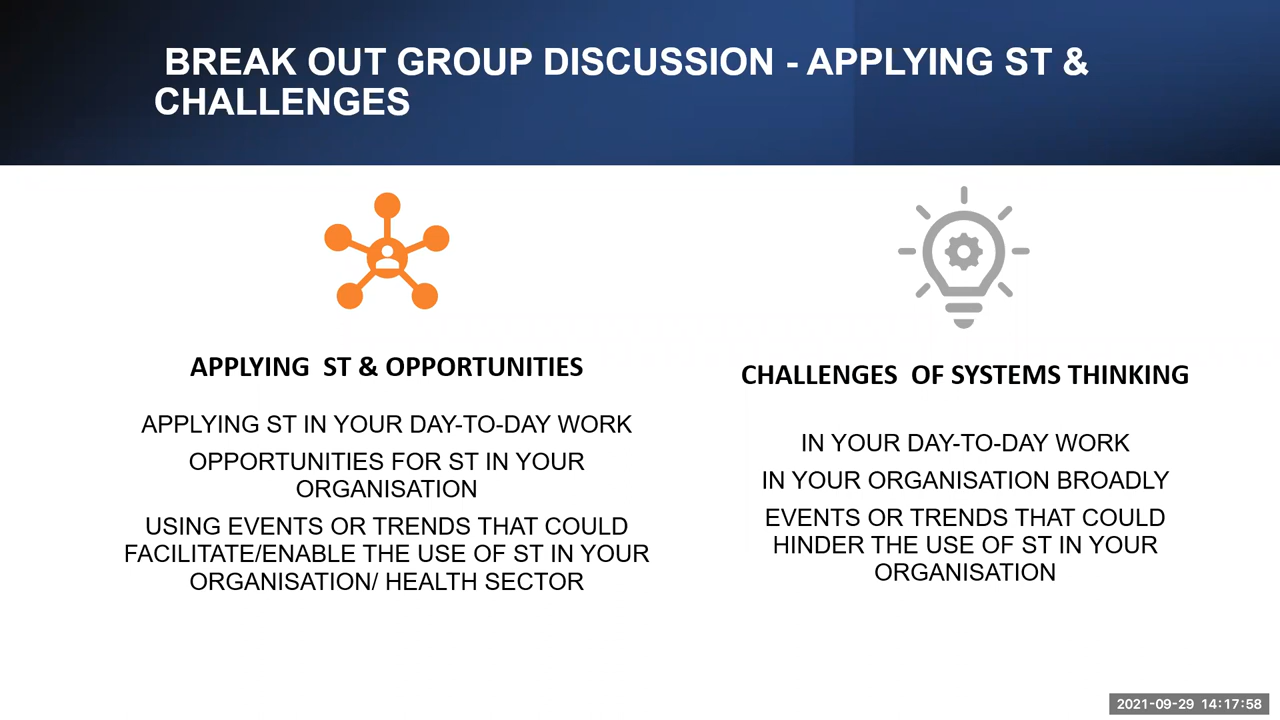 BREAK OUT GROUP DISCUSSION - APPLYING ST &
CHALLENGES
APPLYING ST & OPPORTUNITIES
APPLYING ST IN YOUR DAY-TO-DAY WORK
OPPORTUNITIES FOR ST IN YOUR
ORGANISATION
USING EVENTS OR TRENDS THAT COULD
FACILITATE/ENABLE THE USE OF ST IN YOUR
ORGANISATION/ HEALTH SECTOR
CHALLENGES OF SYSTEMS THINKING
IN YOUR DAY-TO-DAY WORK
IN YOUR ORGANISATION BROADLY
EVENTS OR TRENDS THAT COULD
HINDER THE USE OF ST IN YOUR
ORGANISATION
2021-09-29 14:17:58